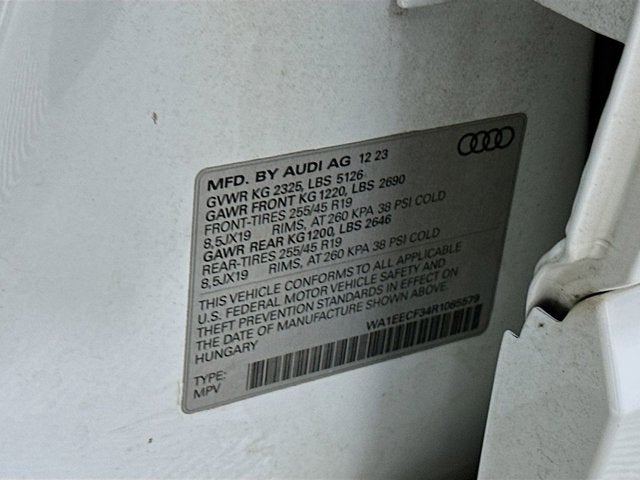 MFD. BY AUDI AG 12 23
GVWR KG 2325, LBS 5126
GAWR FRONT KG 1220, LBS 2690
FRONT-TIRES 255/45 R19
8,5JX19 RIMS, AT 260 KPA 38 PSI COLD
GAWR REAR KG 1200, LBS 2646
REAR-TIRES 255/45 R19
8,5JX19 RIMS, AT 260 KPA 38 PSI COLD
THIS VEHICLE CONFORMS TO ALL APPLICABLE
U.S. FEDERAL MOTOR VEHICLE SAFETY AND
THEFT PREVENTION STANDARDS IN EFFECT ON
THE DATE OF MANUFACTURE SHOWN ABOVE.
HUNGARY
WA1EECF34R1065579
TYPE:
MPV